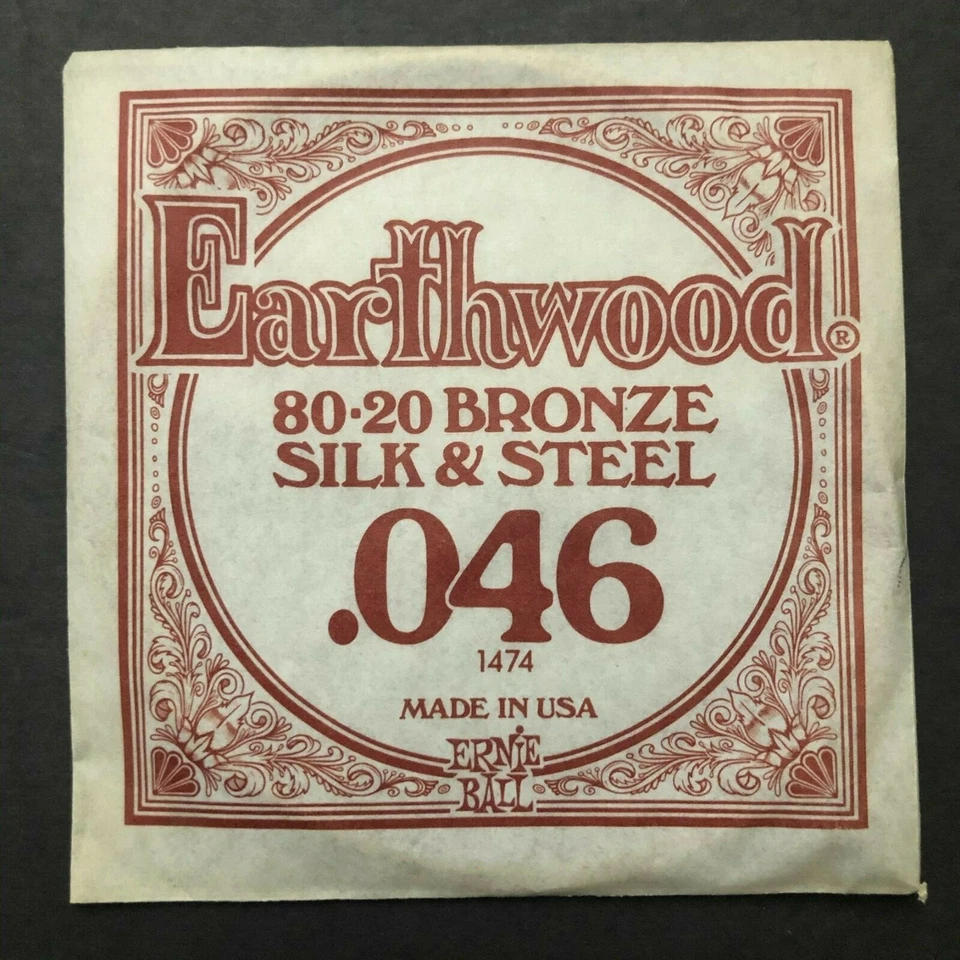 Earthwood®
80·20 BRONZE
SILK & STEEL
.046
1474
MADE IN USA
ERNiE
BALL